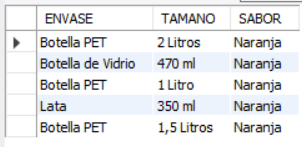 ENVASE TAMANO SABOR
Botella PET 2 Litros Naranja
Botella de Vidrio 470 ml Naranja
Botella PET 1 Litro Naranja
Lata 350 ml Naranja
Botella PET 1,5 Litros Naranja